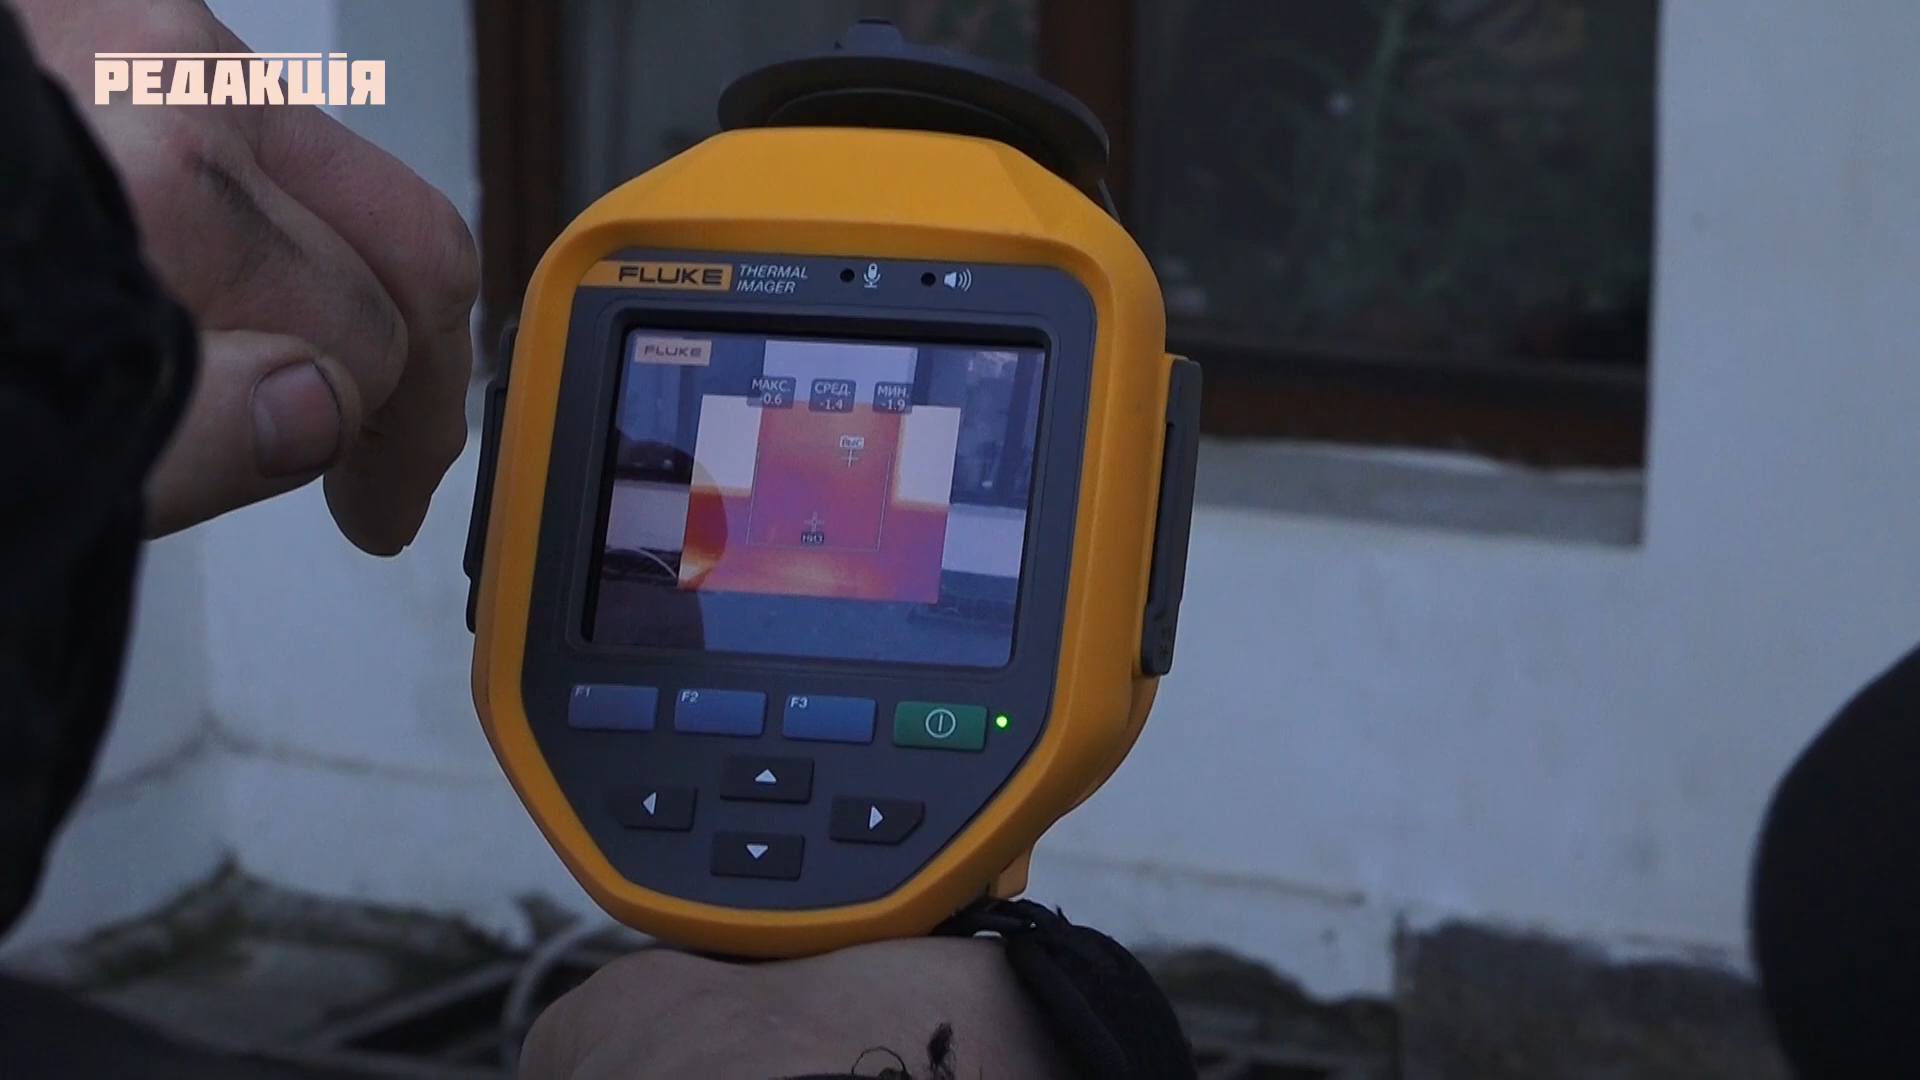 РЕДАКЦІЯ
FLUKE THERMAL
IMAGER
FLUKE
МАКС. СРЕД. МИН.
-0.6 -1.4 -1.9
F1 F2 F3